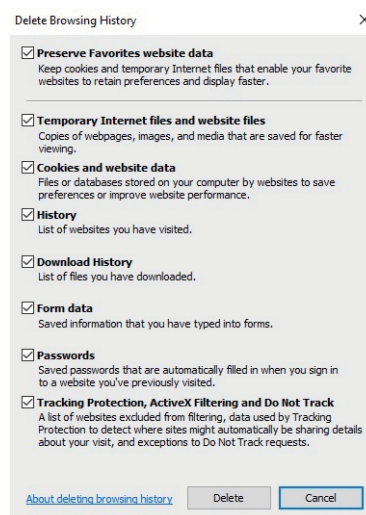 Delete Browsing History
Preserve Favorites website data
Keep cookies and temporary Internet files that enable your favorite
websites to retain preferences and display faster.
Temporary Internet files and website files
Copies of webpages, images, and media that are saved for faster
viewing.
Cookies and website data
Files or databases stored on your computer by websites to save
preferences or improve website performance.
History
List of websites you have visited.
Download History
List of files you have downloaded.
Form data
Saved information that you have typed into forms.
Passwords
Saved passwords that are automatically filled in when you sign in
to a website you've previously visited.
Tracking Protection, ActiveX Filtering and Do Not Track
A list of websites excluded from filtering, data used by Tracking
Protection to detect where sites might automatically be sharing details
about your visit, and exceptions to Do Not Track requests.
About deleting browsing history Delete Cancel